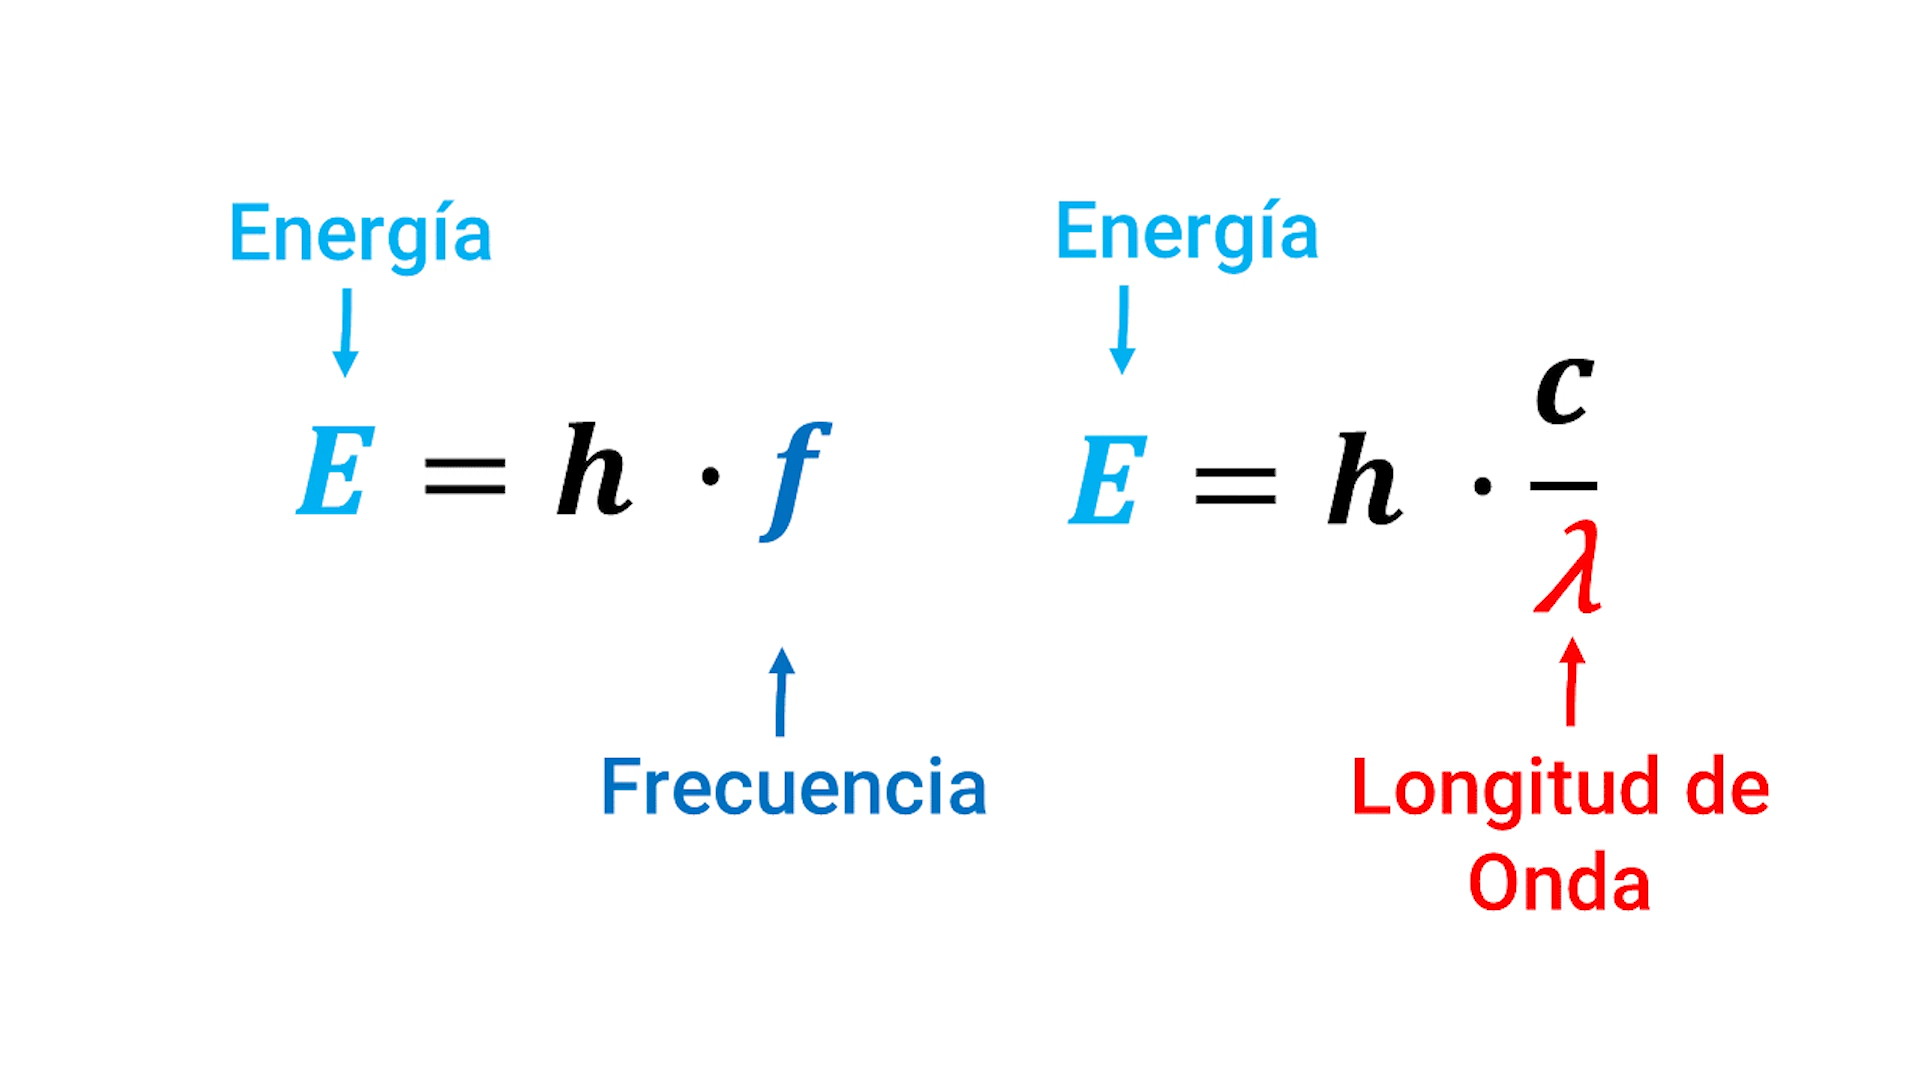 Energía
E = h · f
Frecuencia
Energía
E = h · c/λ
Longitud de
Onda